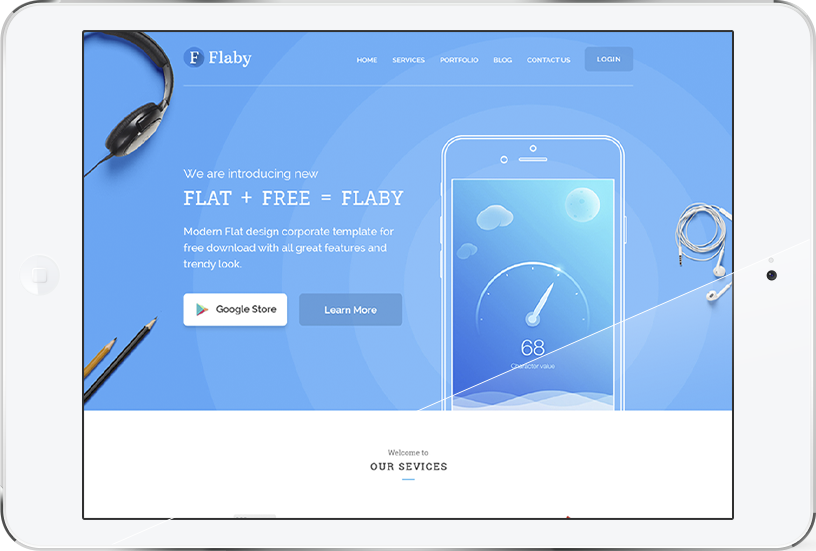 F Flaby
HOME SERVICES PORTFOLIO BLOG CONTACT US LOGIN
We are introducing new
FLAT + FREE = FLABY
Modern Flat design corporate template for
free download with all great features and
trendy look.
Google Store Learn More
68
Character value
Welcome to
OUR SEVICES